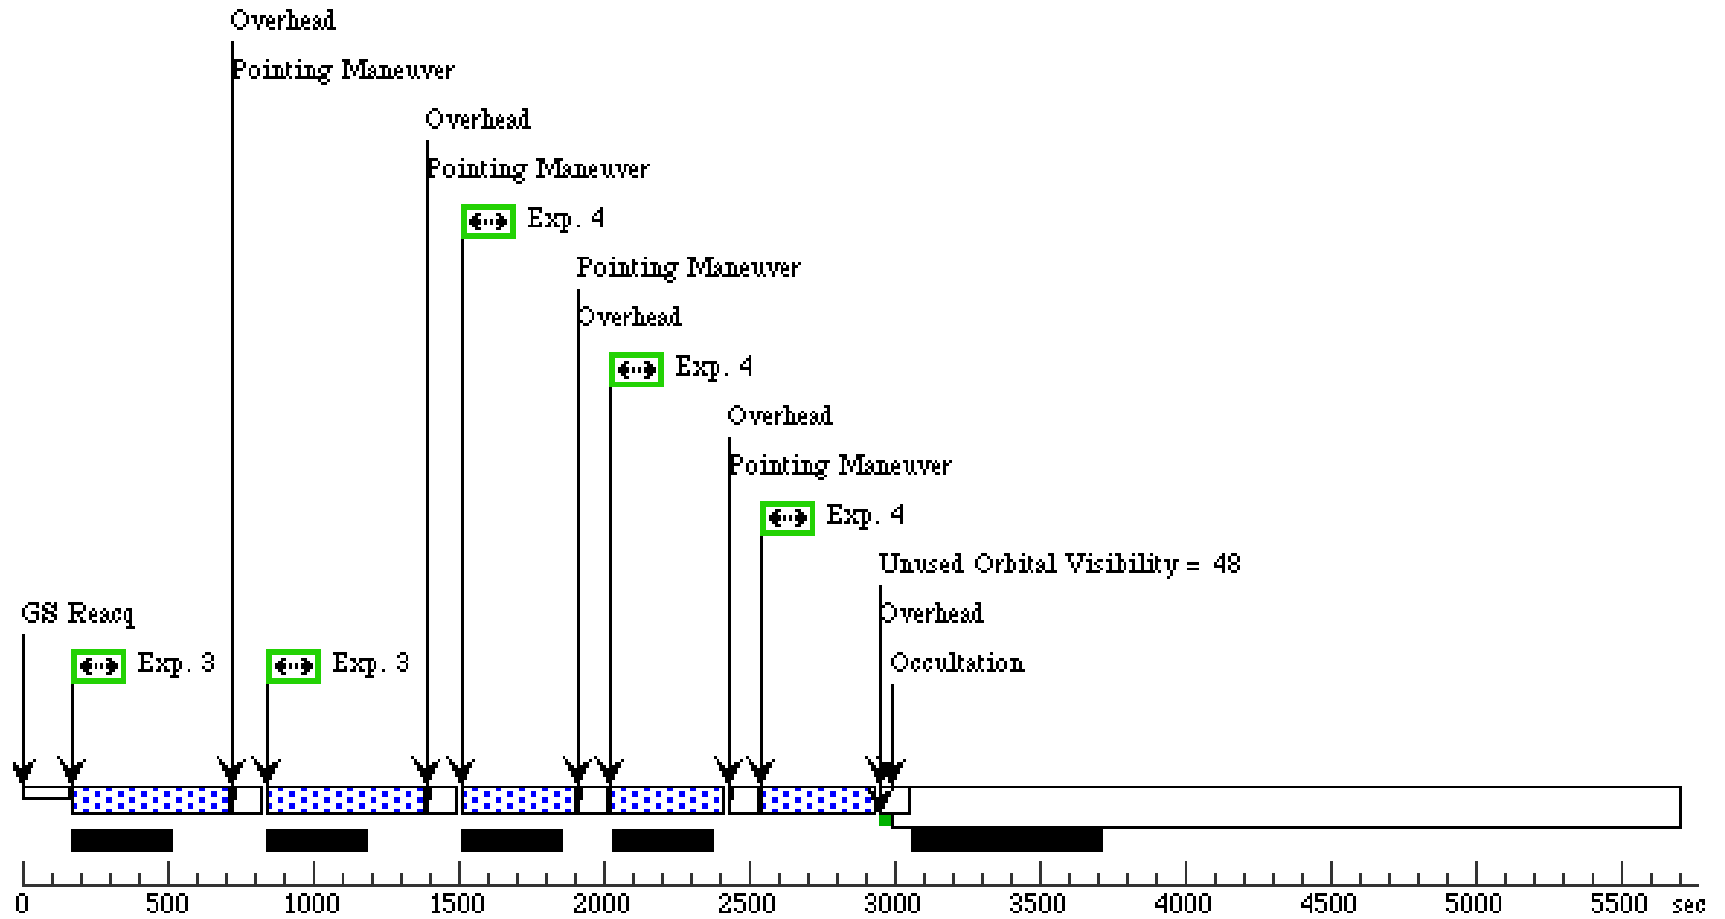 Overhead
Pointing Maneuver
Overhead
Pointing Maneuver
Exp. 4
Pointing Maneuver
Overhead
Exp. 4
Overhead
Pointing Maneuver
Exp. 4
Unused Orbital Visibility = 48
GS Reacq
Overhead
Exp. 3
Exp. 3
Occultation
0 500 1000 1500 2000 2500 3000 3500 4000 4500 5000 5500 sec